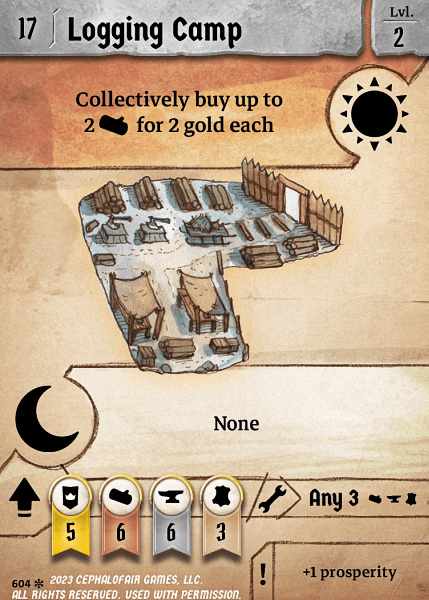 17 Logging Camp
Lvl.
2
Collectively buy up to
2 for 2 gold each
None
5 6 6 3
Any 3
! +1 prosperity
604 ✻ 2023 CEPHALOFAIR GAMES, LLC.
ALL RIGHTS RESERVED. USED WITH PERMISSION.